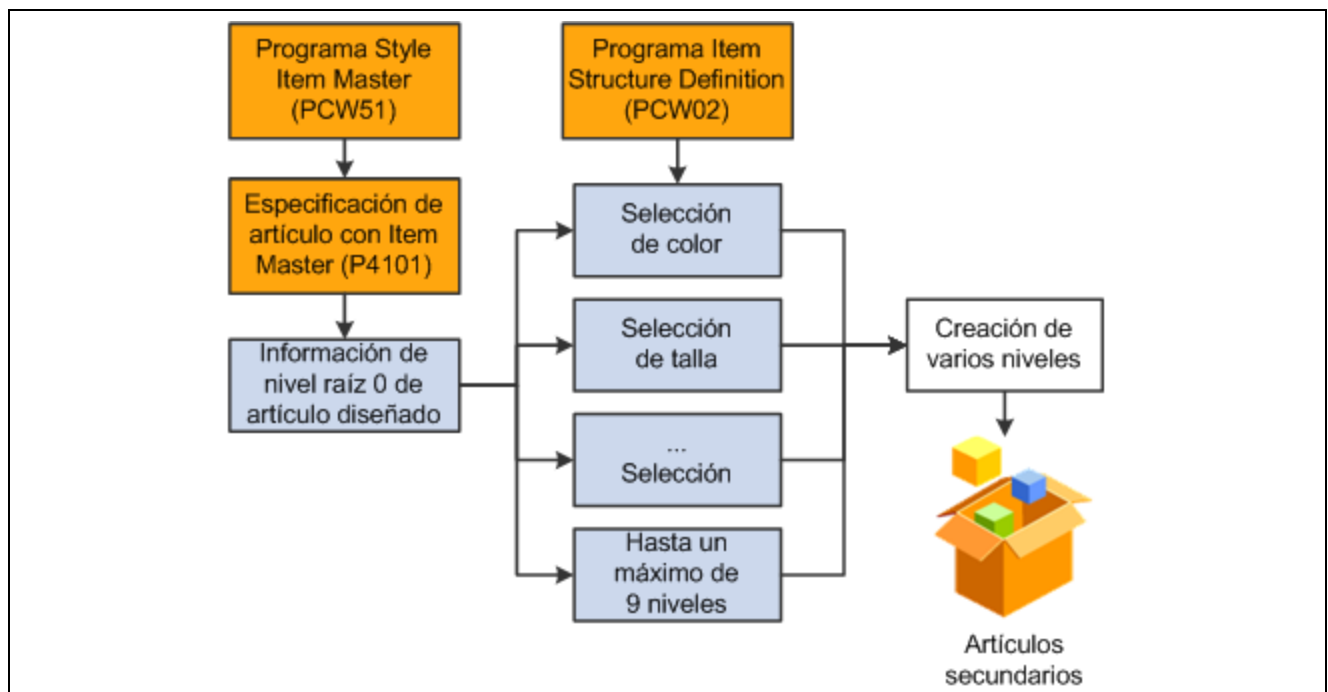 Programa Style
Item Master
(PCW51)
Programa Item
Structure Definition
(PCW02)
Especificación de
artículo con Item
Master (P4101)
Información de
nivel raíz 0 de
artículo diseñado
Selección
de color
Selección
de talla
...
Selección
Hasta un
máximo de
9 niveles
Creación de
varios niveles
Artículos
secundarios